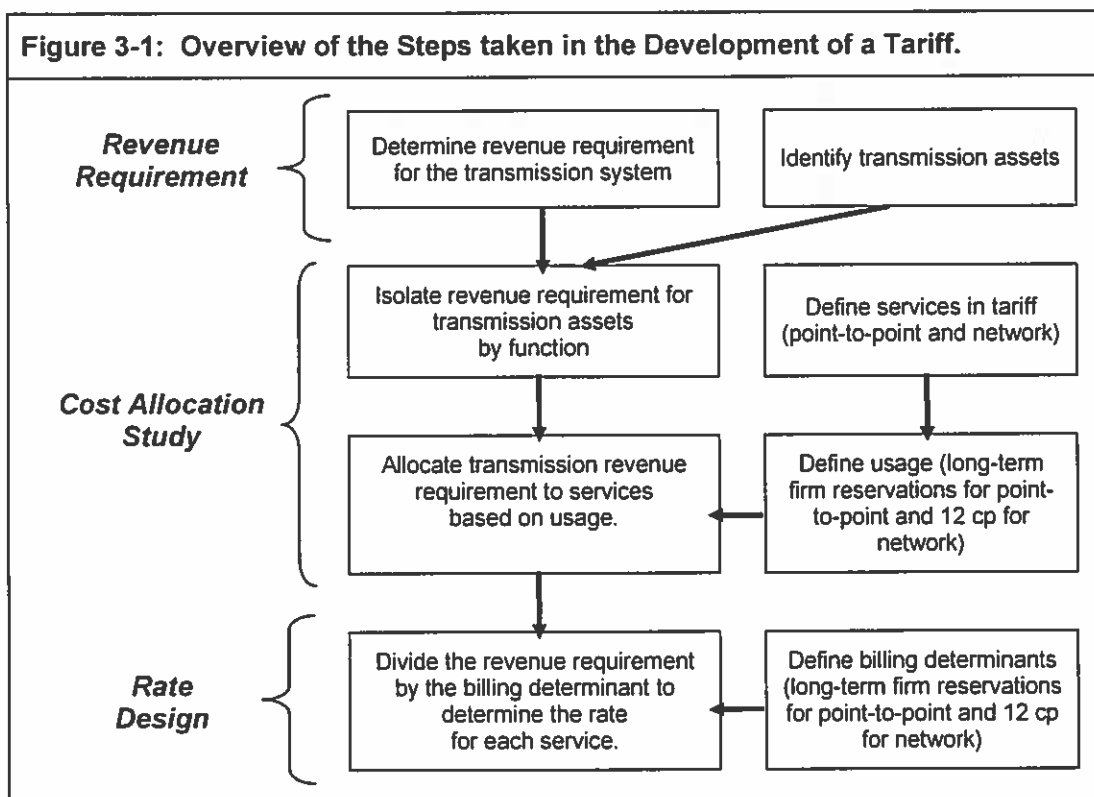 Figure 3-1: Overview of the Steps taken in the Development of a Tariff.
Revenue
Requirement
Determine revenue requirement
for the transmission system
Identify transmission assets
Cost Allocation
Study
Isolate revenue requirement for
transmission assets
by function
Define services in tariff
(point-to-point and network)
Allocate transmission revenue
requirement to services
based on usage.
Define usage (long-term
firm reservations for point-
to-point and 12 cp for
network)
Rate
Design
Divide the revenue requirement
by the billing determinant to
determine the rate
for each service.
Define billing determinants
(long-term firm reservations
for point-to-point and 12 cp
for network)